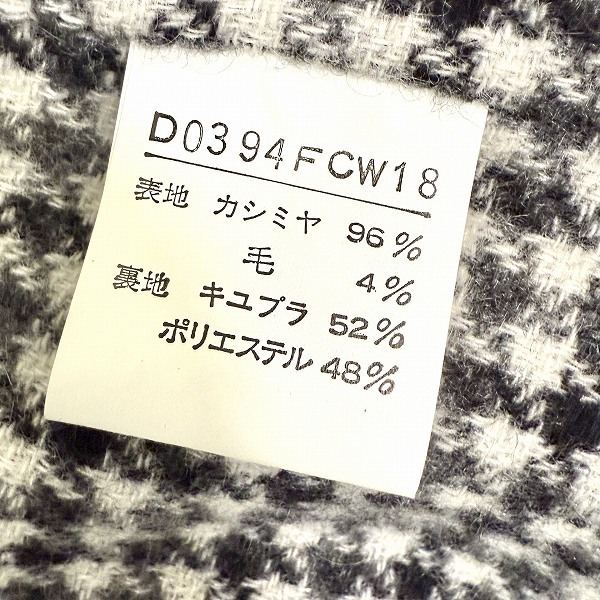 D0394FCW18
表地 カシミヤ 96%
毛 4%
裏地 キユプラ 52%
ポリエステル 48%